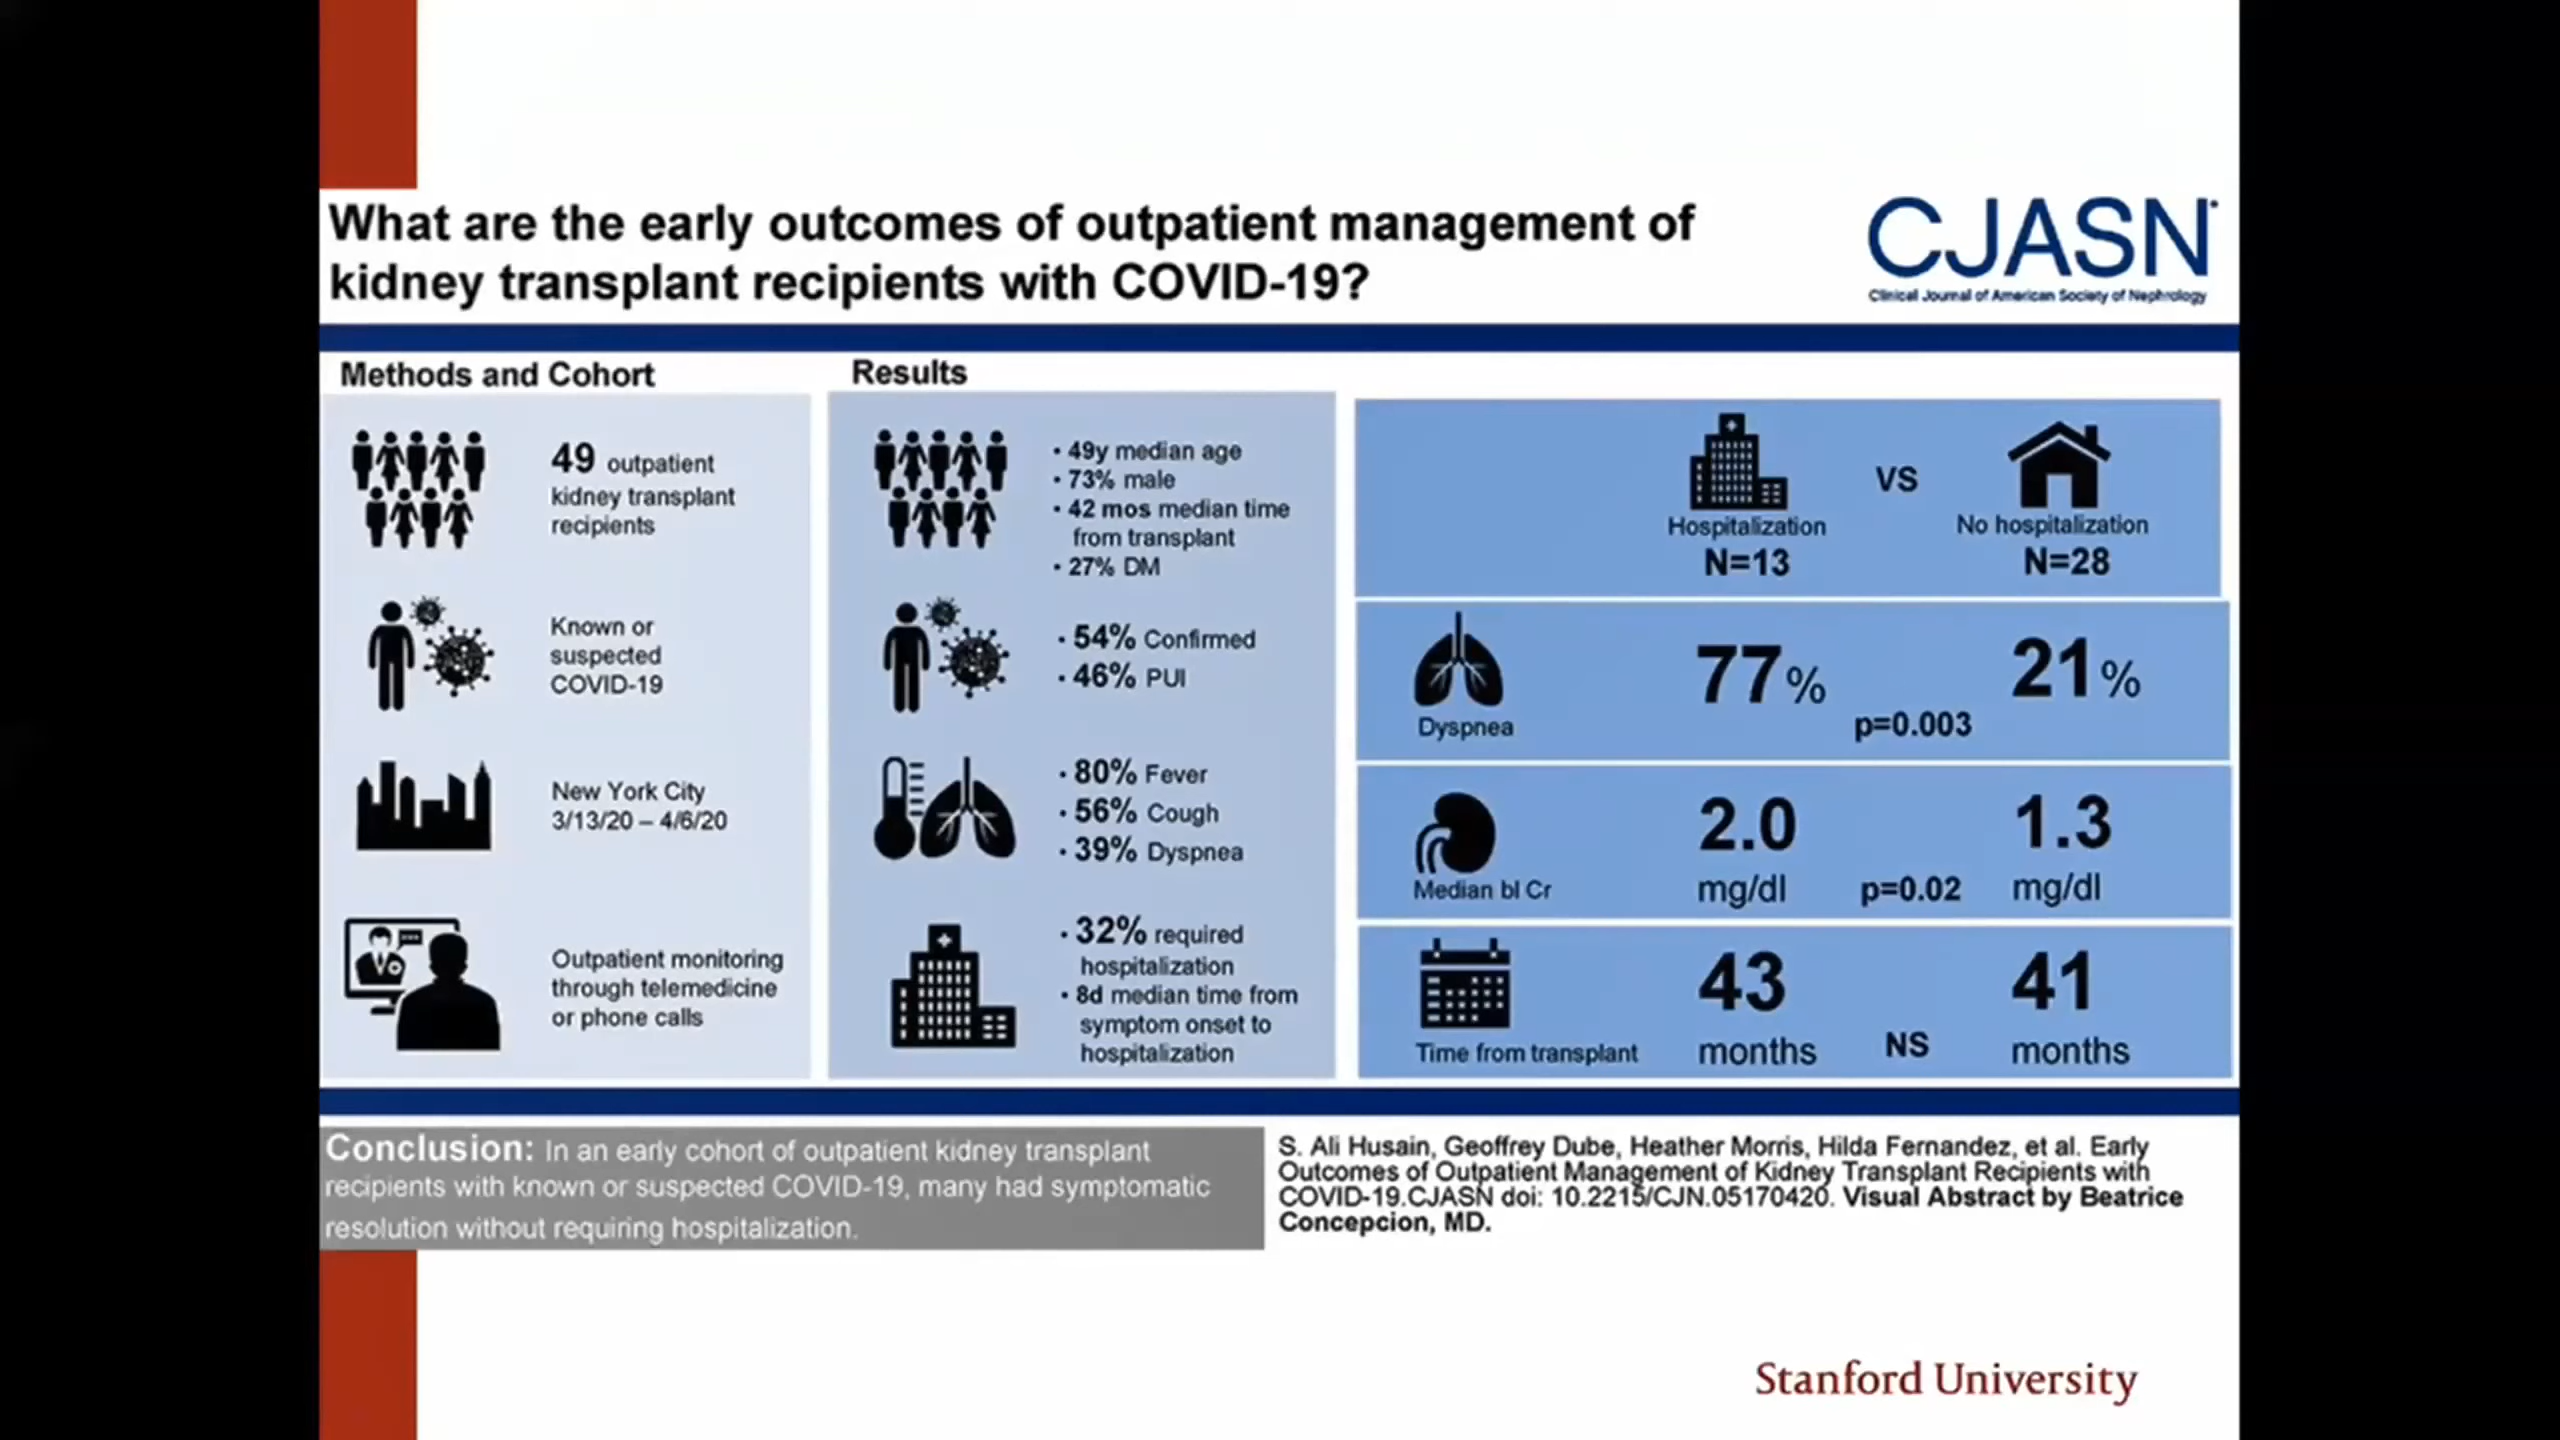 What are the early outcomes of outpatient management of
kidney transplant recipients with COVID-19?
CJASN
Clinical Journal of American Society of Nephrology
Methods and Cohort
49 outpatient
kidney transplant
recipients
Known or
suspected
COVID-19
New York City
3/13/20 – 4/6/20
Outpatient monitoring
through telemedicine
or phone calls
Results
• 49y median age
• 73% male
• 42 mos median time
from transplant
• 27% DM
• 54% Confirmed
• 46% PUI
• 80% Fever
• 56% Cough
• 39% Dyspnea
• 32% required
hospitalization
• 8d median time from
symptom onset to
hospitalization
VS
Hospitalization
No hospitalization
N=13
N=28
Dyspnea
77%
p=0.003
21%
Median bl Cr
2.0
mg/dl
p=0.02
1.3
mg/dl
Time from transplant
43
months
NS
41
months
Conclusion: In an early cohort of outpatient kidney transplant
recipients with known or suspected COVID-19, many had symptomatic
resolution without requiring hospitalization.
S. Ali Husain, Geoffrey Dube, Heather Morris, Hilda Fernandez, et al. Early
Outcomes of Outpatient Management of Kidney Transplant Recipients with
COVID-19.CJASN doi: 10.2215/CJN.05170420. Visual Abstract by Beatrice
Concepcion, MD.
Stanford University